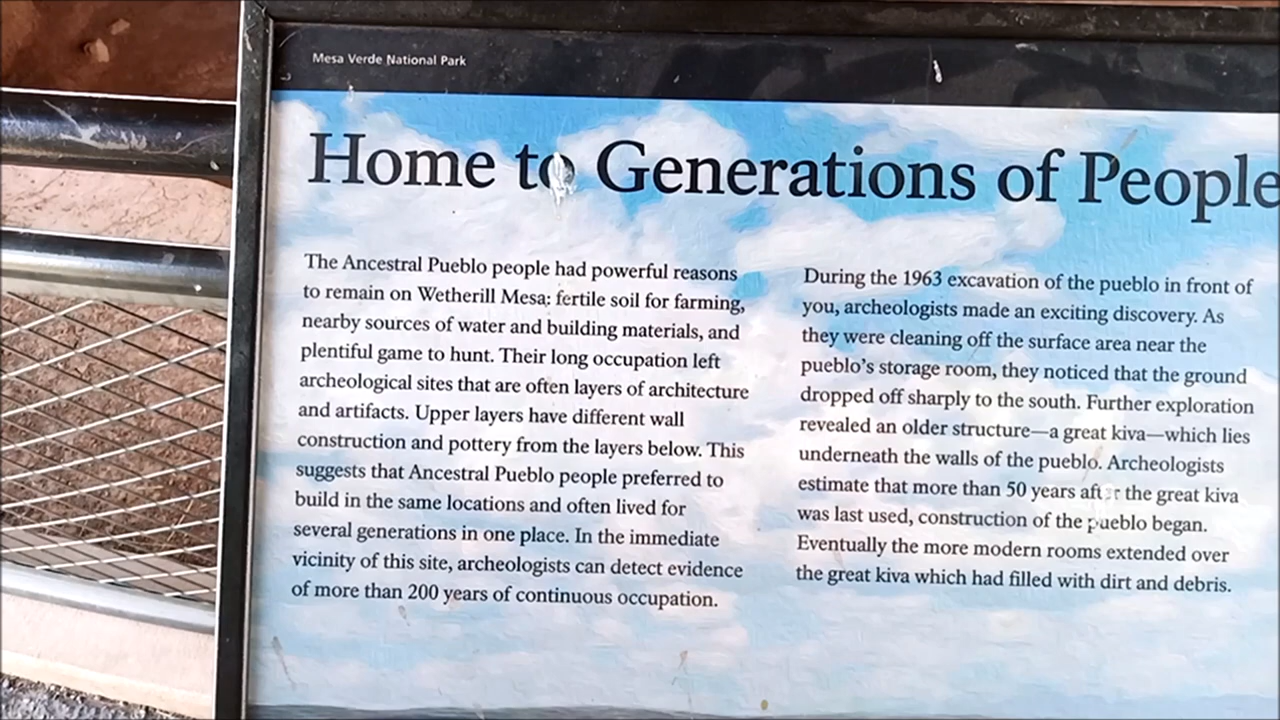 Mesa Verde National Park
Home to Generations of People
The Ancestral Pueblo people had powerful reasons
to remain on Wetherill Mesa: fertile soil for farming,
nearby sources of water and building materials, and
plentiful game to hunt. Their long occupation left
archeological sites that are often layers of architecture
and artifacts. Upper layers have different wall
construction and pottery from the layers below. This
suggests that Ancestral Pueblo people preferred to
build in the same locations and often lived for
several generations in one place. In the immediate
vicinity of this site, archeologists can detect evidence
of more than 200 years of continuous occupation.
During the 1963 excavation of the pueblo in front of
you, archeologists made an exciting discovery. As
they were cleaning off the surface area near the
pueblo's storage room, they noticed that the ground
dropped off sharply to the south. Further exploration
revealed an older structure—a great kiva—which lies
underneath the walls of the pueblo. Archeologists
estimate that more than 50 years after the great kiva
was last used, construction of the pueblo began.
Eventually the more modern rooms extended over
the great kiva which had filled with dirt and debris.